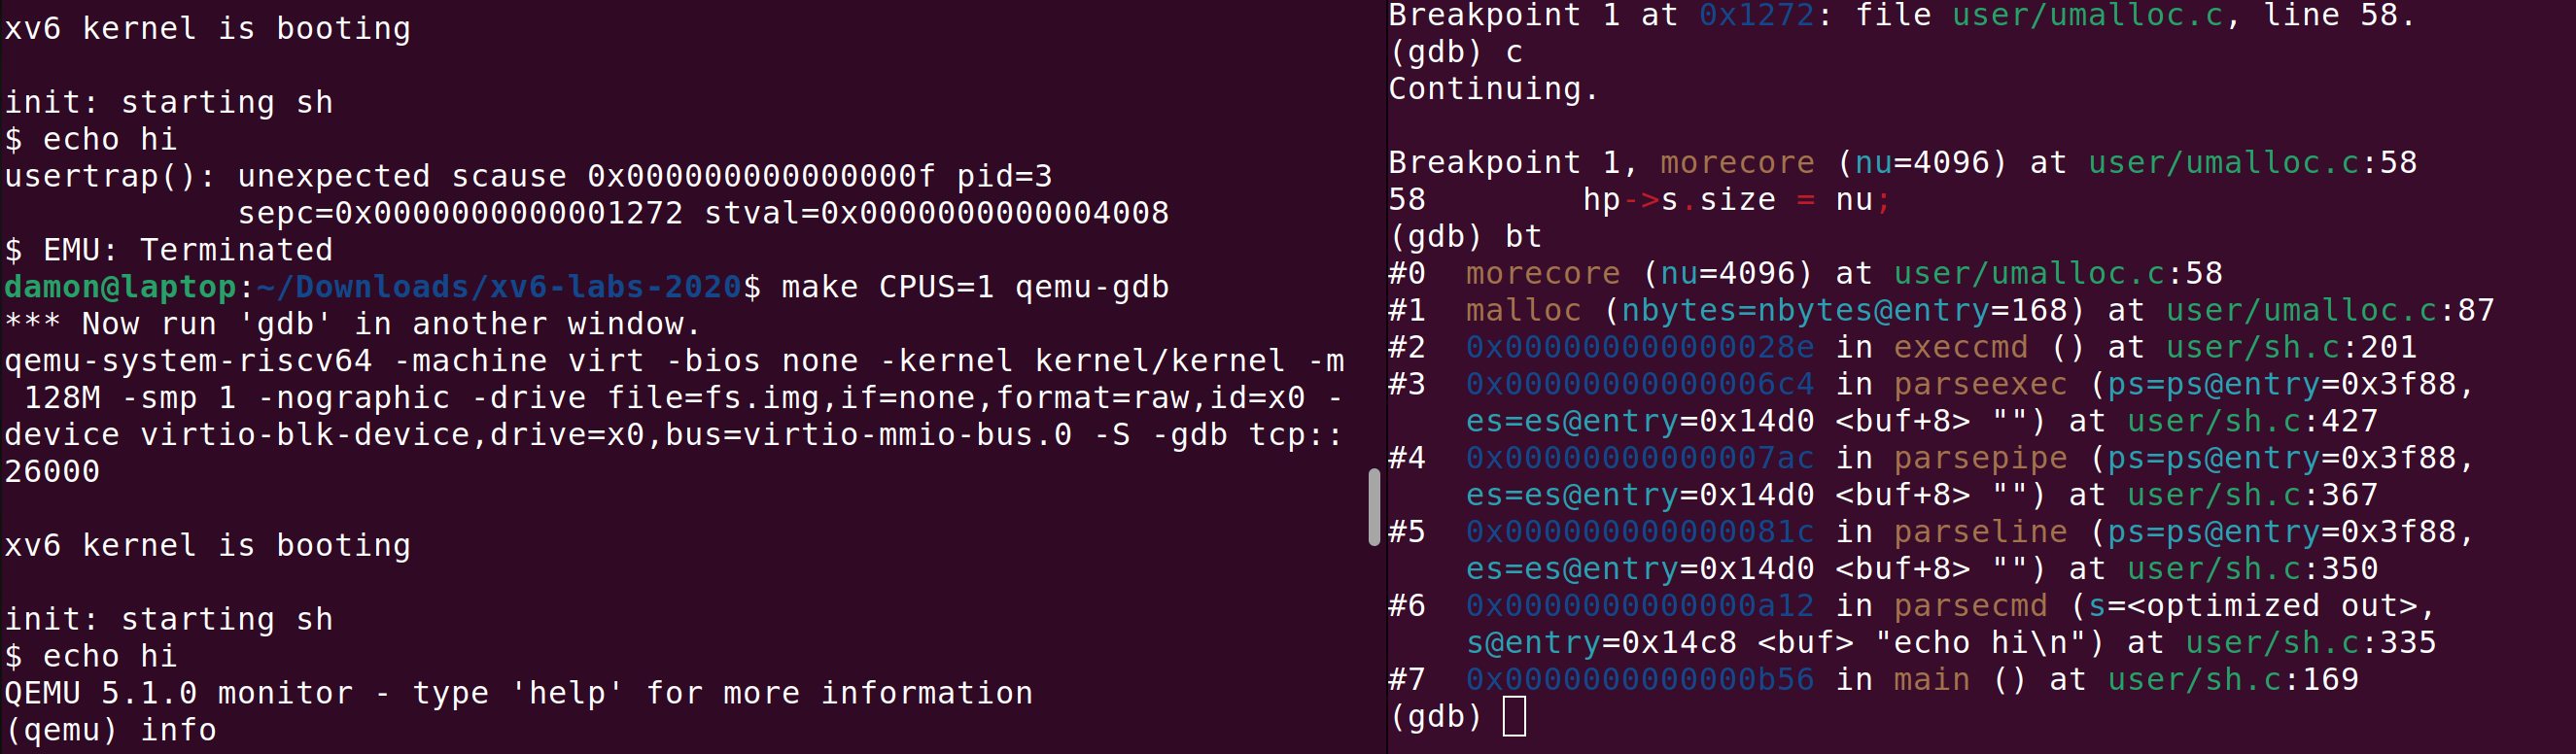 xv6 kernel is booting
init: starting sh
$ echo hi
usertrap(): unexpected scause 0x000000000000000f pid=3
            sepc=0x0000000000001272 stval=0x0000000000004008
$ EMU: Terminated
damon@laptop:~/Downloads/xv6-labs-2020$ make CPUS=1 qemu-gdb
*** Now run 'gdb' in another window.
qemu-system-riscv64 -machine virt -bios none -kernel kernel/kernel -m
 128M -smp 1 -nographic -drive file=fs.img,if=none,format=raw,id=x0 -
device virtio-blk-device,drive=x0,bus=virtio-mmio-bus.0 -S -gdb tcp::
26000
xv6 kernel is booting
init: starting sh
$ echo hi
QEMU 5.1.0 monitor - type 'help' for more information
(qemu) info
Breakpoint 1 at 0x1272: file user/umalloc.c, line 58.
(gdb) c
Continuing.
Breakpoint 1, morecore (nu=4096) at user/umalloc.c:58
58        hp->s.size = nu;
(gdb) bt
#0  morecore (nu=4096) at user/umalloc.c:58
#1  malloc (nbytes=nbytes@entry=168) at user/umalloc.c:87
#2  0x000000000000028e in execcmd () at user/sh.c:201
#3  0x00000000000006c4 in parseexec (ps=ps@entry=0x3f88,
    es=es@entry=0x14d0 <buf+8> "") at user/sh.c:427
#4  0x00000000000007ac in parsepipe (ps=ps@entry=0x3f88,
    es=es@entry=0x14d0 <buf+8> "") at user/sh.c:367
#5  0x000000000000081c in parseline (ps=ps@entry=0x3f88,
    es=es@entry=0x14d0 <buf+8> "") at user/sh.c:350
#6  0x0000000000000a12 in parsecmd (s=<optimized out>,
    s@entry=0x14c8 <buf> "echo hi\n") at user/sh.c:335
#7  0x0000000000000b56 in main () at user/sh.c:169
(gdb)